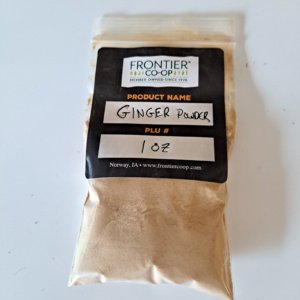 FRONTIER
CO-OP
MEMBER OWNED SINCE 1976
PRODUCT NAME
GINGER POWDER
PLU #
1 OZ
Norway, IA • www.frontiercoop.com